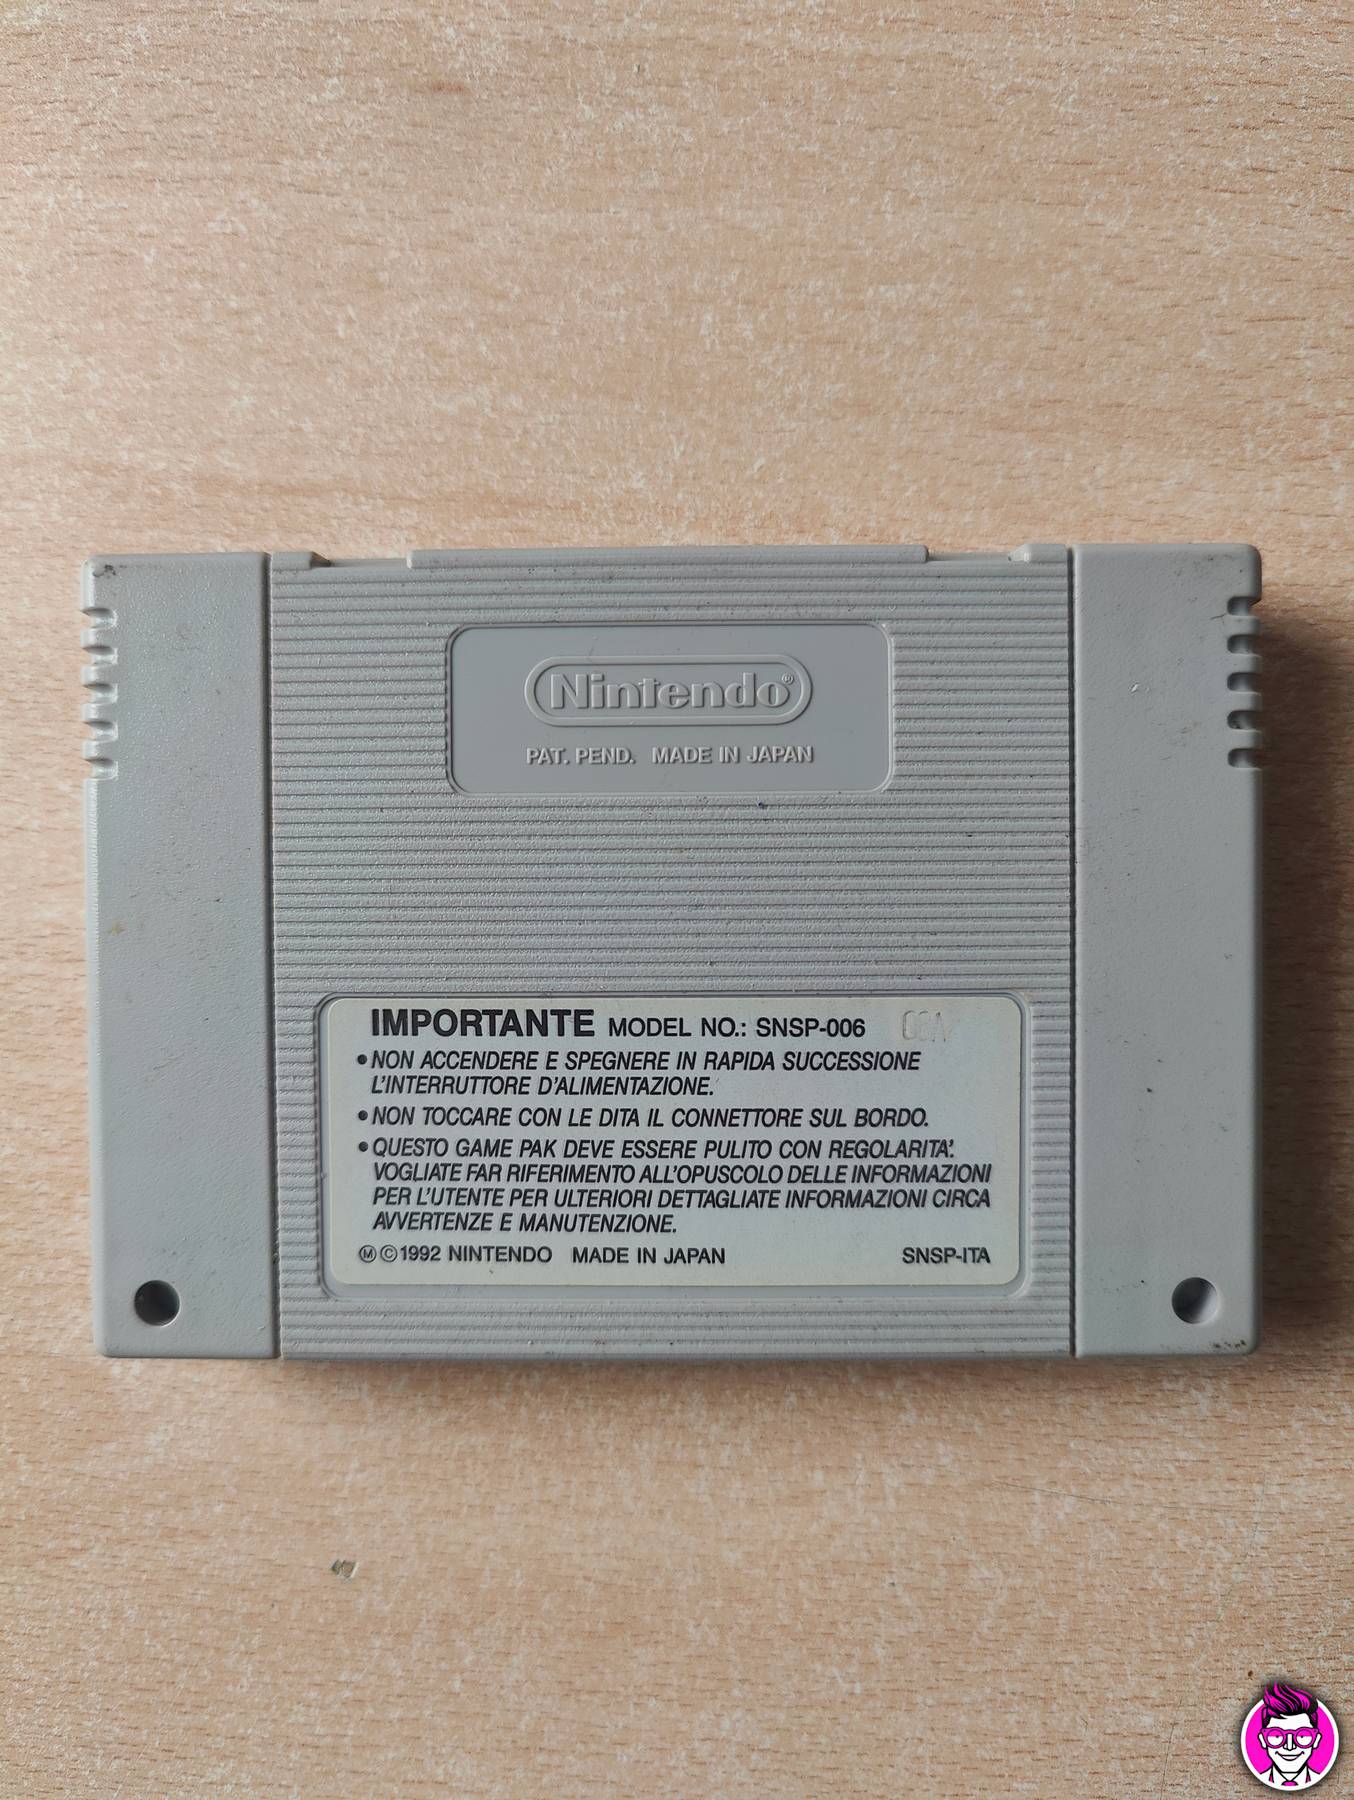 Nintendo®
PAT. PEND. MADE IN JAPAN
IMPORTANTE MODEL NO.: SNSP-006
•NON ACCENDERE E SPEGNERE IN RAPIDA SUCCESSIONE
L'INTERRUTTORE D'ALIMENTAZIONE.
•NON TOCCARE CON LE DITA IL CONNETTORE SUL BORDO.
•QUESTO GAME PAK DEVE ESSERE PULITO CON REGOLARITA'.
VOGLIATE FAR RIFERIMENTO ALL'OPUSCOLO DELLE INFORMAZIONI
PER L'UTENTE PER ULTERIORI DETTAGLIATE INFORMAZIONI CIRCA
AVVERTENZE E MANUTENZIONE.
Ⓜ©1992 NINTENDO MADE IN JAPAN SNSP-ITA